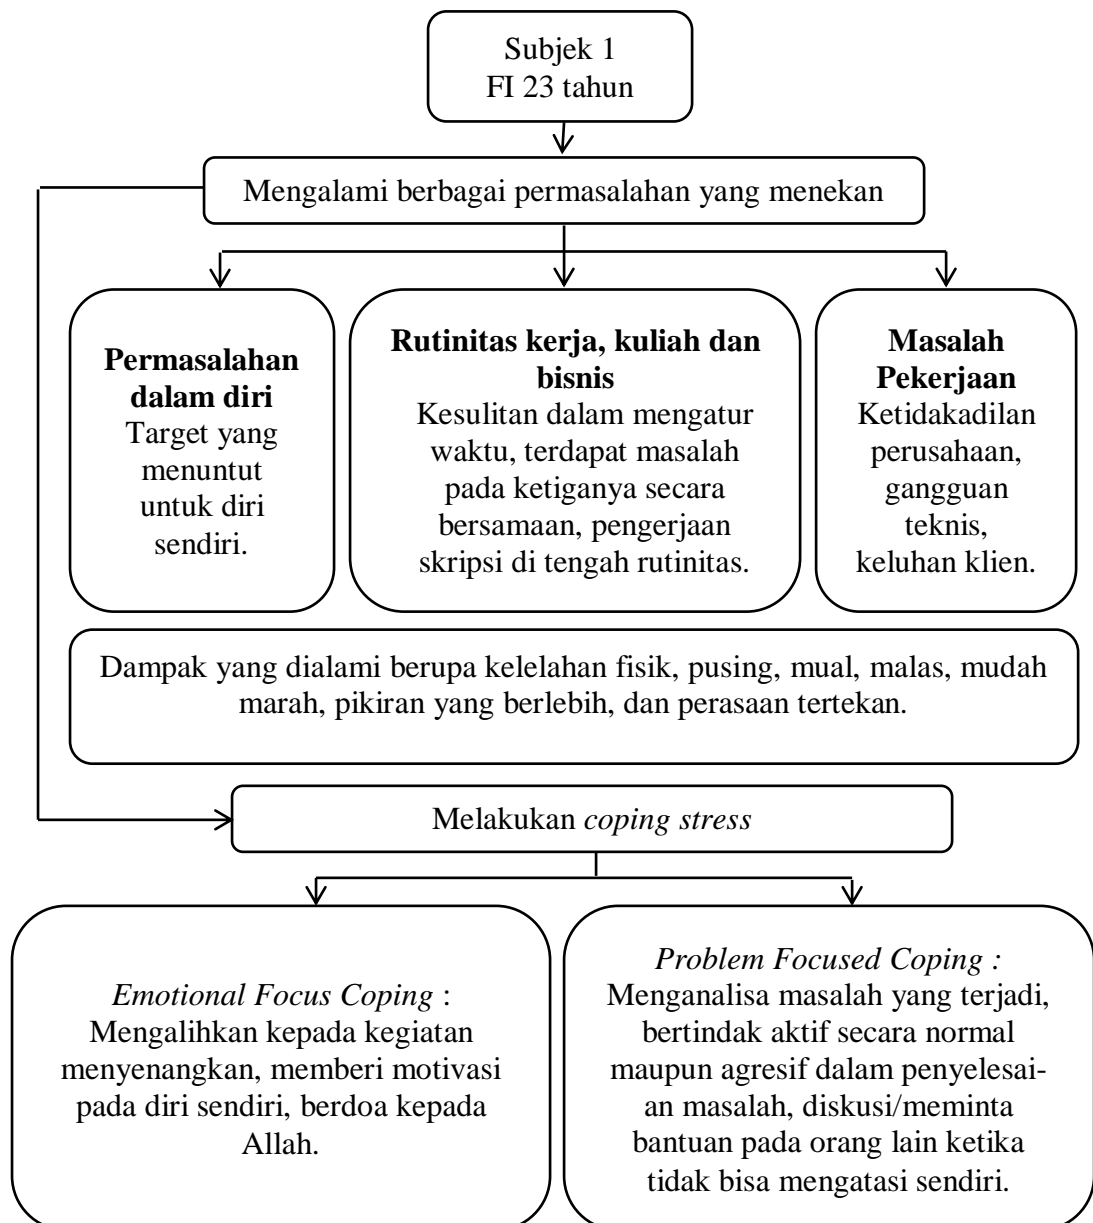 Subjek 1
FI 23 tahun
Mengalami berbagai permasalahan yang menekan
Permasalahan
dalam diri
Target yang
menuntut
untuk diri
sendiri.
Rutinitas kerja, kuliah dan
bisnis
Kesulitan dalam mengatur
waktu, terdapat masalah
pada ketiganya secara
bersamaan, pengerjaan
skripsi di tengah rutinitas.
Masalah
Pekerjaan
Ketidakadilan
perusahaan,
gangguan
teknis,
keluhan klien.
Dampak yang dialami berupa kelelahan fisik, pusing, mual, malas, mudah
marah, pikiran yang berlebih, dan perasaan tertekan.
Melakukan coping stress
Emotional Focus Coping :
Mengalihkan kepada kegiatan
menyenangkan, memberi motivasi
pada diri sendiri, berdoa kepada
Allah.
Problem Focused Coping :
Menganalisa masalah yang terjadi,
bertindak aktif secara normal
maupun agresif dalam penyelesai-
an masalah, diskusi/meminta
bantuan pada orang lain ketika
tidak bisa mengatasi sendiri.